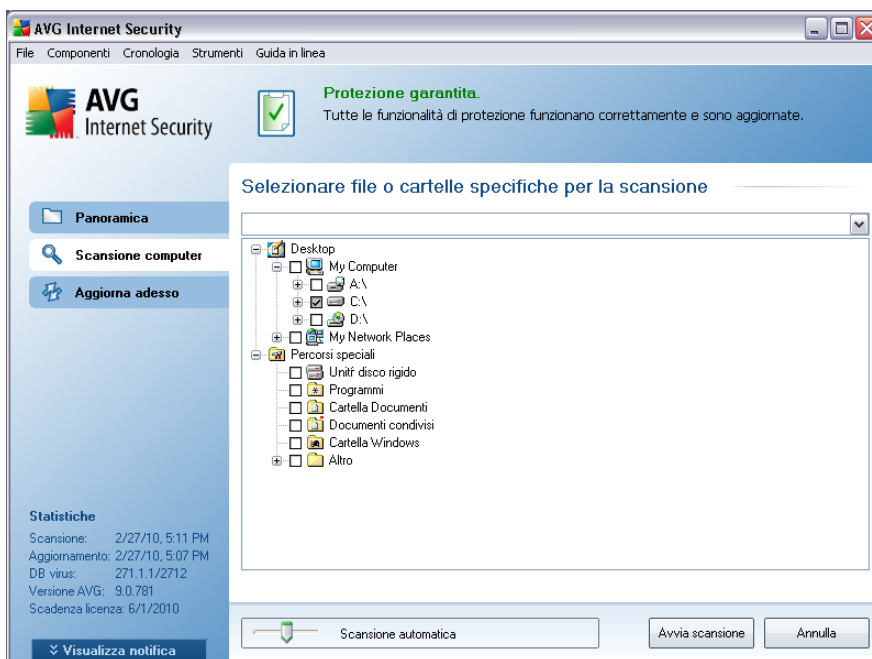 AVG Internet Security
File Componenti Cronologia Strumenti Guida in linea
AVG
Internet Security
Protezione garantita.
Tutte le funzionalità di protezione funzionano correttamente e sono aggiornate.
Panoramica
Scansione computer
Aggiorna adesso
Selezionare file o cartelle specifiche per la scansione
Desktop
My Computer
A:\
C:\
D:\
My Network Places
Percorsi speciali
Unitř disco rigido
Programmi
Cartella Documenti
Documenti condivisi
Cartella Windows
Altro
Statistiche
Scansione: 2/27/10, 5:11 PM
Aggiornamento: 2/27/10, 5:07 PM
DB virus: 271.1.1/2712
Versione AVG: 9.0.781
Scadenza licenza: 6/1/2010
Visualizza notifica
Scansione automatica
Avvia scansione
Annulla